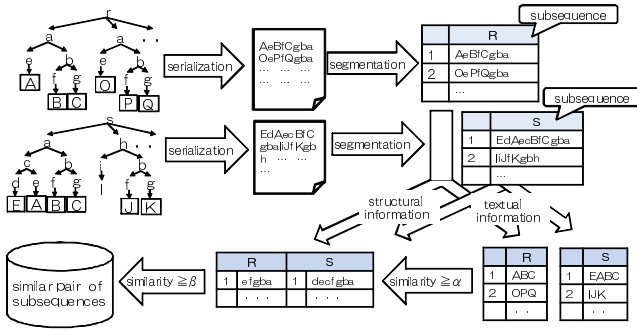 r
a a . .
e b e b
A f g O f g
B C P Q
serialization
AeBfCgba
OePfQgba
... ... ...
... ... ...
segmentation
subsequence
R
1 AeBfCgba
2 OePfQgba
...
s
a h . .
c b i b
d e f g I f g
E A B C J K
serialization
EdAecBfC
gbaIiJfKgb
h ... ...
...
segmentation
subsequence
S
1 EdAecBfCgba
2 IiJfKgbh
...
structural
information
textual
information
similar pair of
subsequences
similarity ≧β
R S
1 efgba 1 decfgba
. . . . . .
similarity ≧α
R
1 ABC
2 OPQ
. .
S
1 EABC
2 IJK
. .